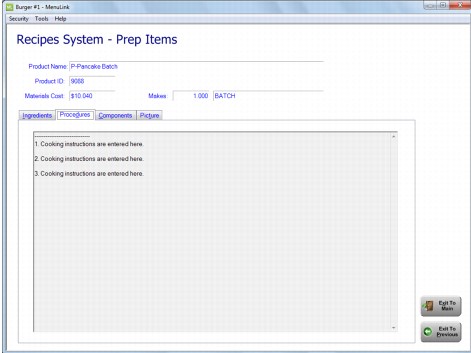 Burger #1 - MenuLink
Security Tools Help
Recipes System - Prep Items
Product Name: P-Pancake Batch
Product ID: 9088
Materials Cost: $10.040 Makes 1.000 BATCH
Ingredients Procedures Components Picture
----------------------------
1. Cooking instructions are entered here.
2. Cooking instructions are entered here.
3. Cooking instructions are entered here.
Exit To
Main
Exit To
Previous